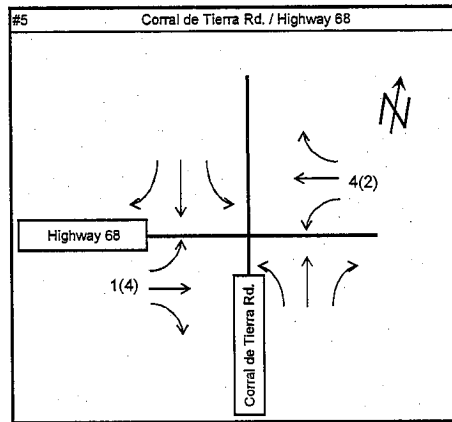 #5 Corral de Tierra Rd. / Highway 68
N
4(2)
Highway 68
1(4)
Corral de Tierra Rd.